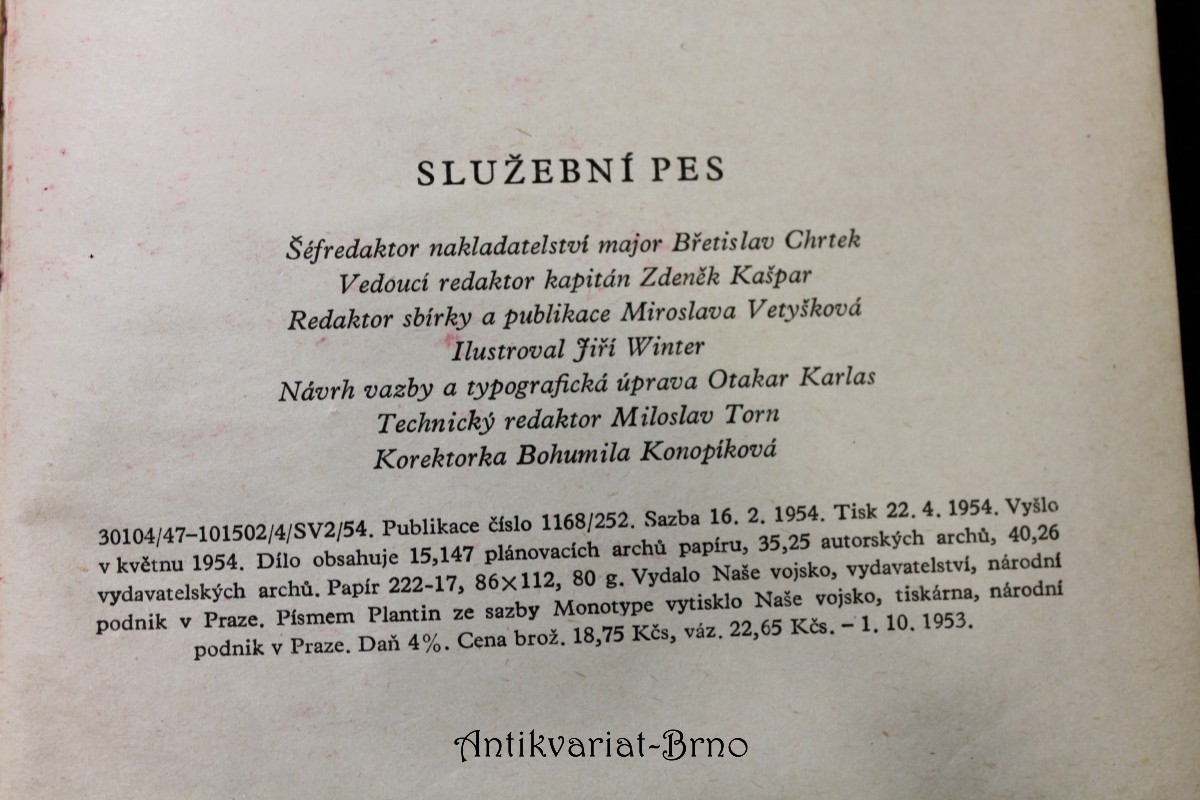 SLUŽEBNÍ PES
Šéfredaktor nakladatelství major Břetislav Chrtek
Vedoucí redaktor kapitán Zdeněk Kašpar
Redaktor sbírky a publikace Miroslava Vetyšková
Ilustroval Jiří Winter
Návrh vazby a typografická úprava Otakar Karlas
Technický redaktor Miloslav Torn
Korektorka Bohumila Konopíková
30104/47–101502/4/SV2/54. Publikace číslo 1168/252. Sazba 16. 2. 1954. Tisk 22. 4. 1954. Vyšlo
v květnu 1954. Dílo obsahuje 15,147 plánovacích archů papíru, 35,25 autorských archů, 40,26
vydavatelských archů. Papír 222-17, 86×112, 80 g. Vydalo Naše vojsko, vydavatelství, národní
podnik v Praze. Písmem Plantin ze sazby Monotype vytisklo Naše vojsko, tiskárna, národní
podnik v Praze. Daň 4%. Cena brož. 18,75 Kčs, váz. 22,65 Kčs. – 1. 10. 1953.
Antikvariat-Brno